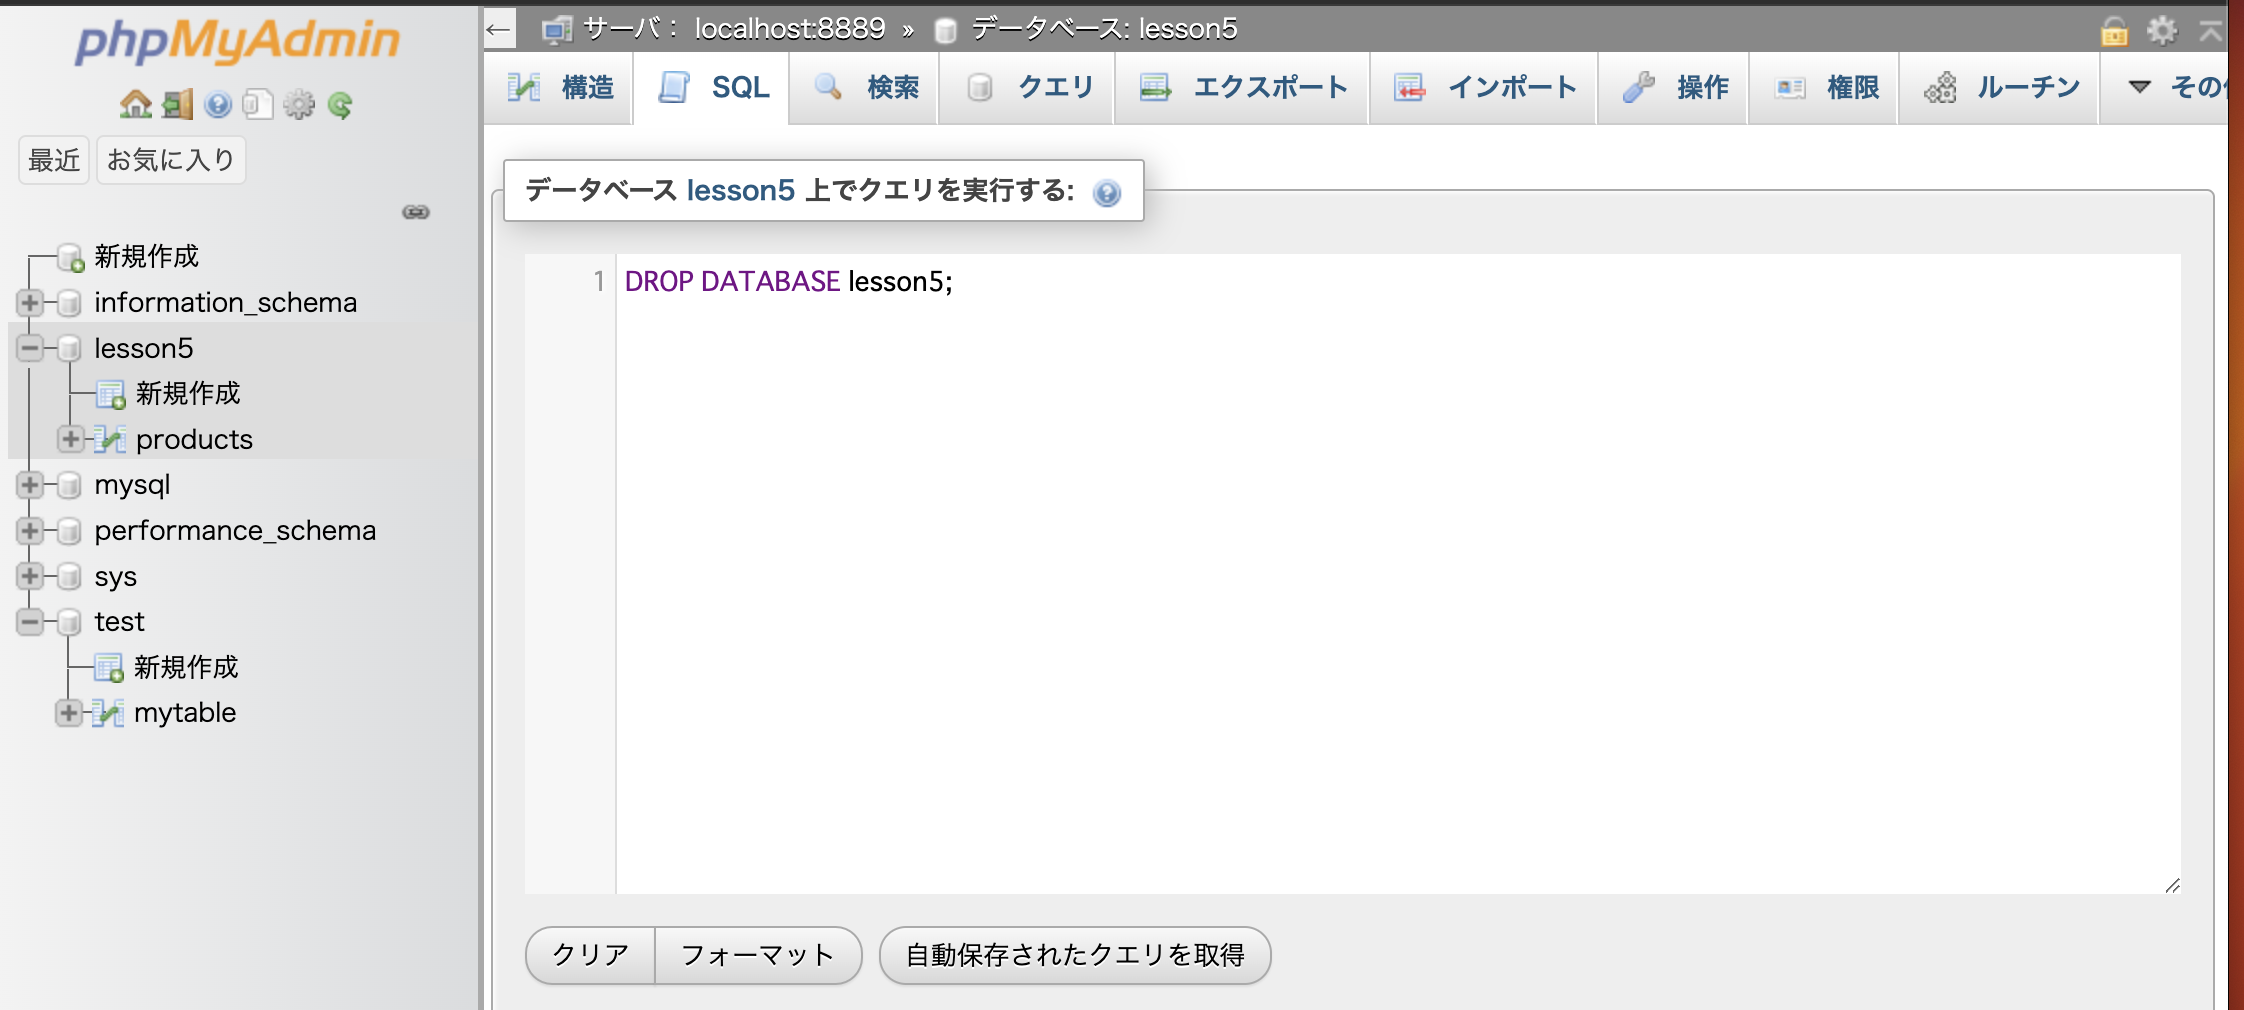 phpMyAdmin
最近 お気に入り
新規作成
information_schema
lesson5
新規作成
products
mysql
performance_schema
sys
test
新規作成
mytable
サーバ： localhost:8889 » データベース: lesson5
構造 SQL 検索 クエリ エクスポート インポート 操作 権限 ルーチン
データベース lesson5 上でクエリを実行する:
1 DROP DATABASE lesson5;
クリア フォーマット 自動保存されたクエリを取得